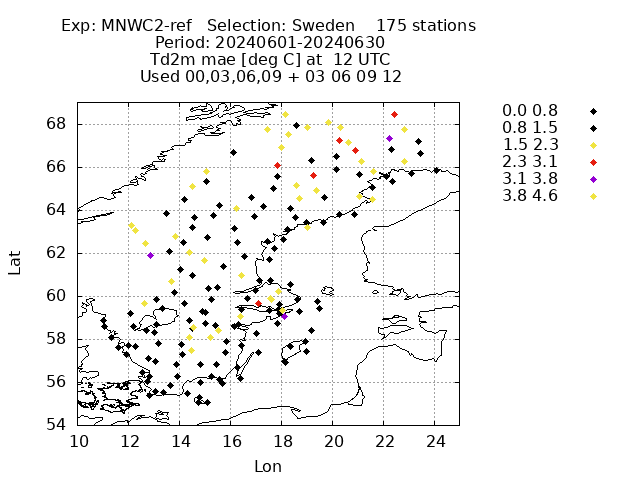 Exp: MNWC2-ref   Selection: Sweden    175 stations
Period: 20240601-20240630
Td2m mae [deg C] at  12 UTC
Used 00,03,06,09 + 03 06 09 12
0.0 0.8
0.8 1.5
1.5 2.3
2.3 3.1
3.1 3.8
3.8 4.6
68
66
64
62
60
58
56
54
Lat
10 12 14 16 18 20 22 24
Lon